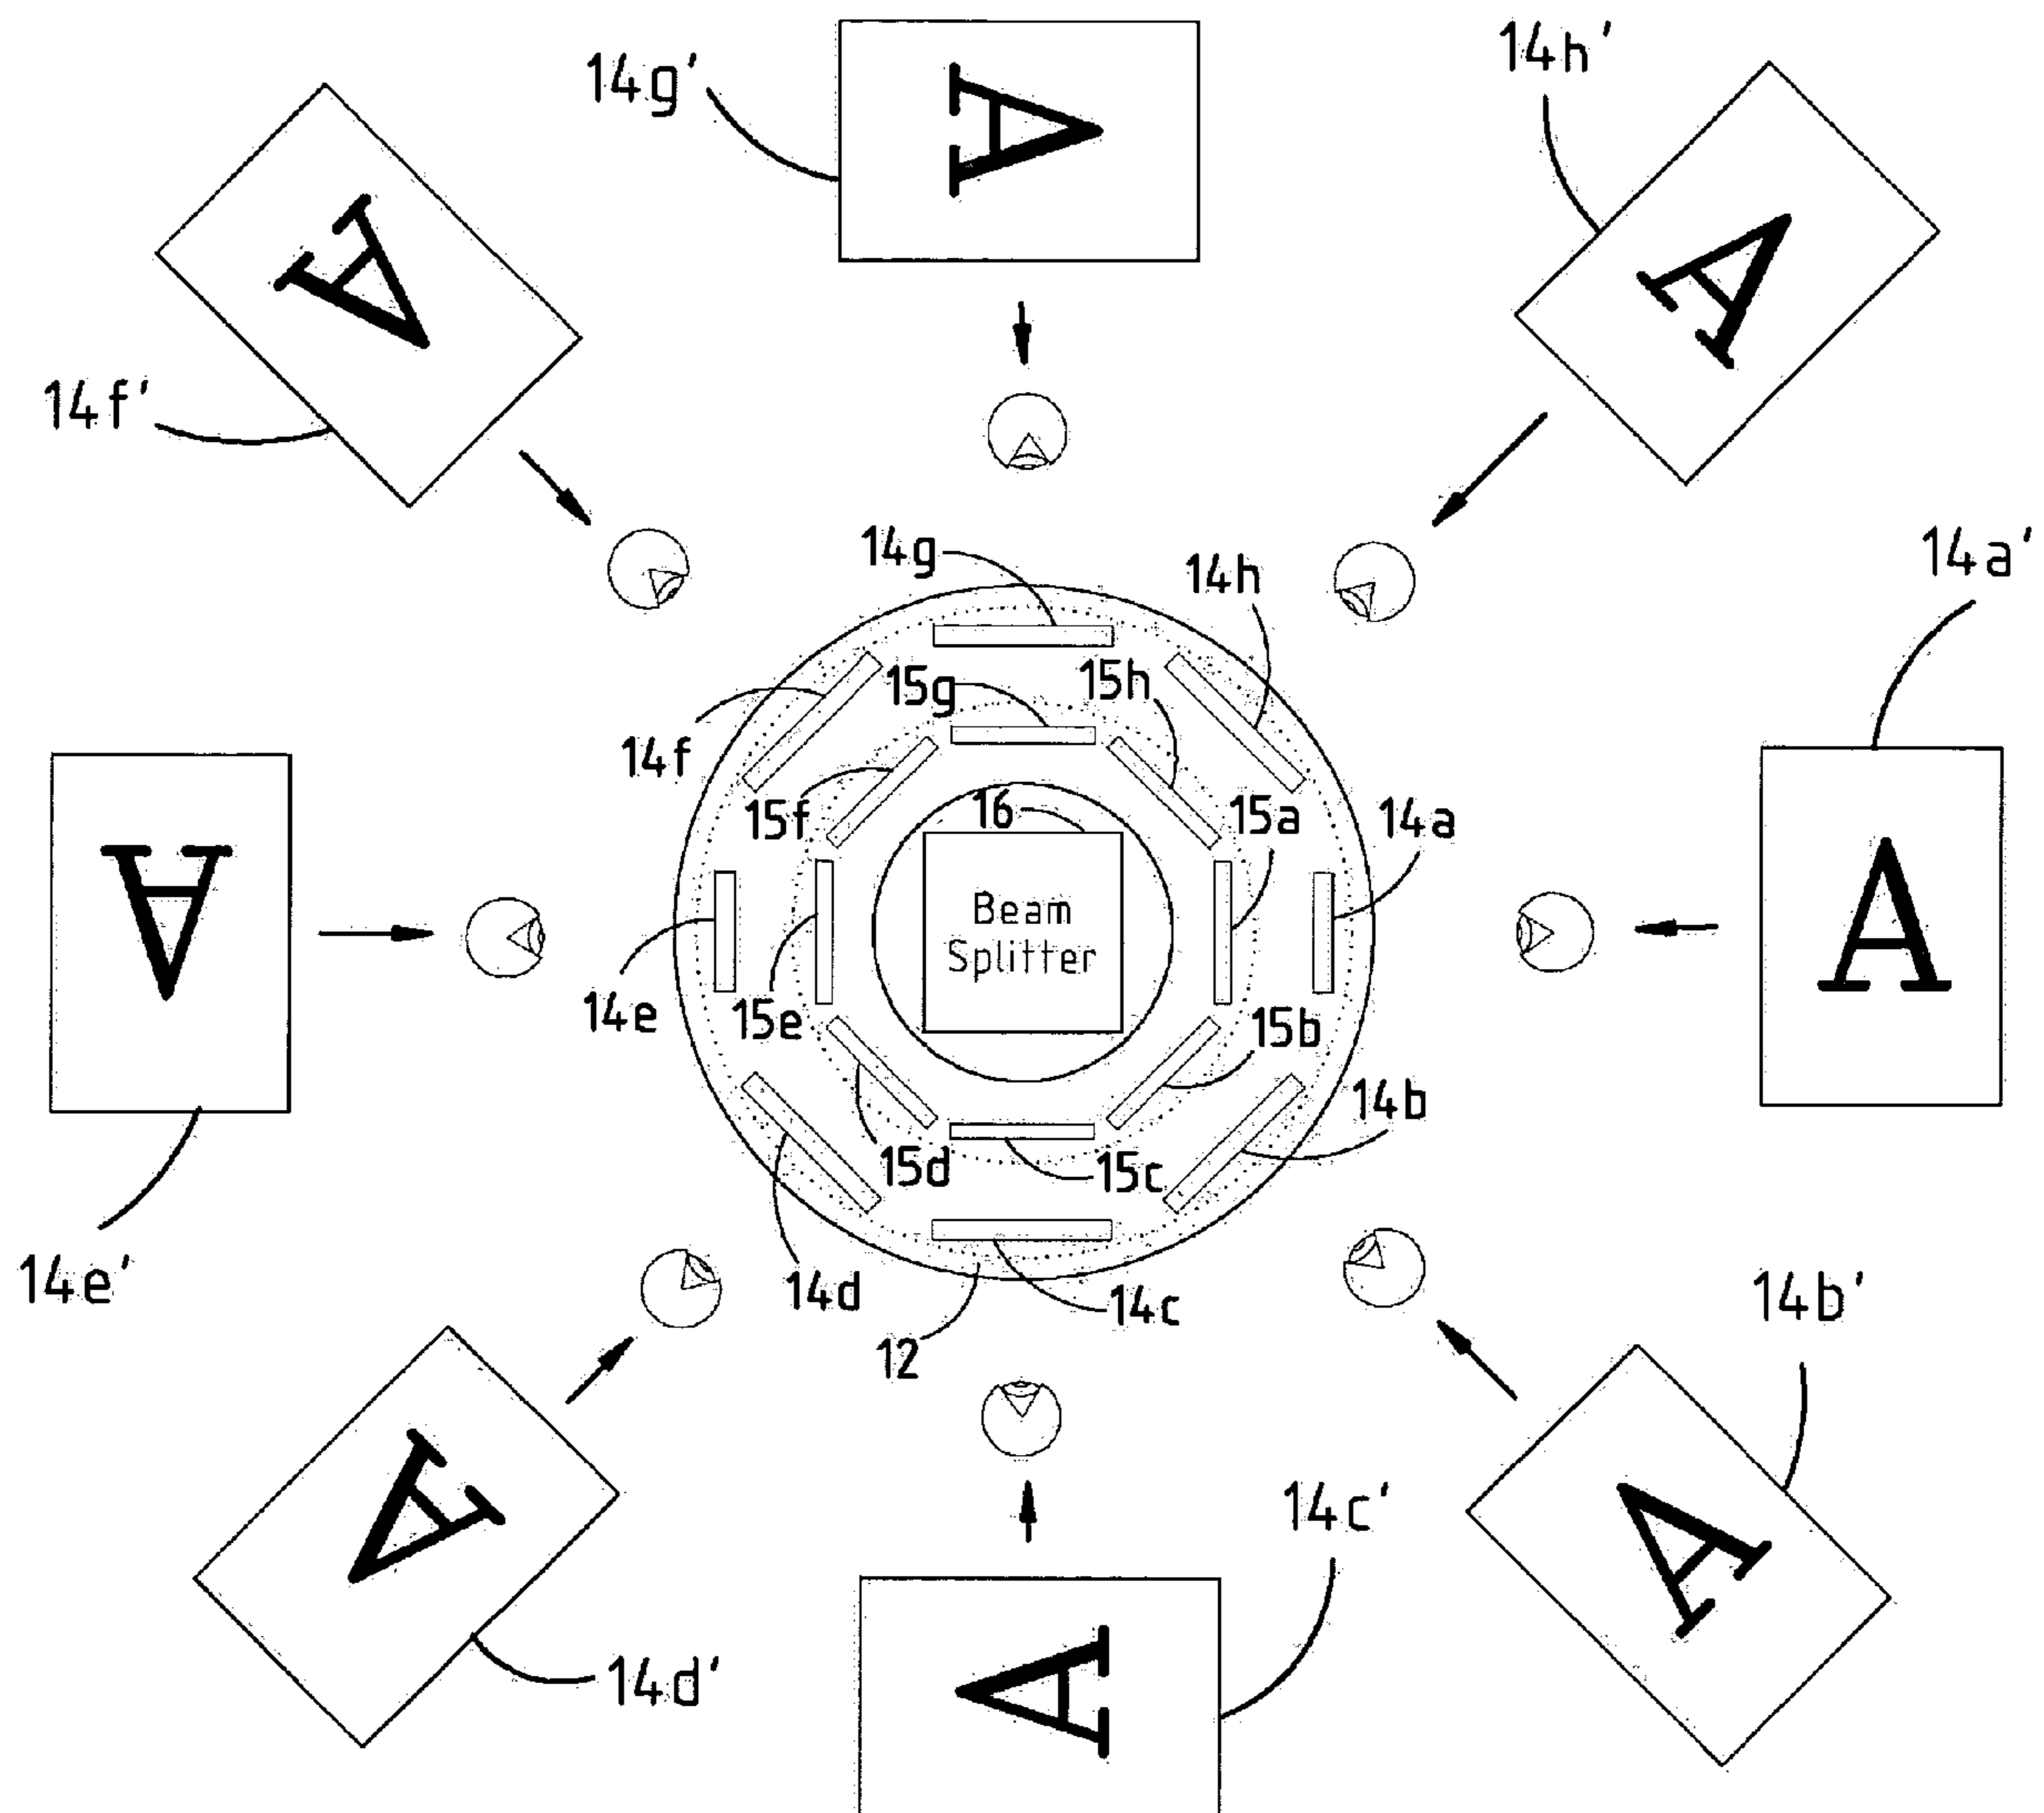 14g'
14h'
A
A
A
14f'
14g
14h
14a'
15g
15h
14f
15f
16
15a
14a
A
Beam
Splitter
A
14e
15e
15b
14b
15d
15c
14e'
14d
14c
14b'
12
A
14c'
A
14d'
A